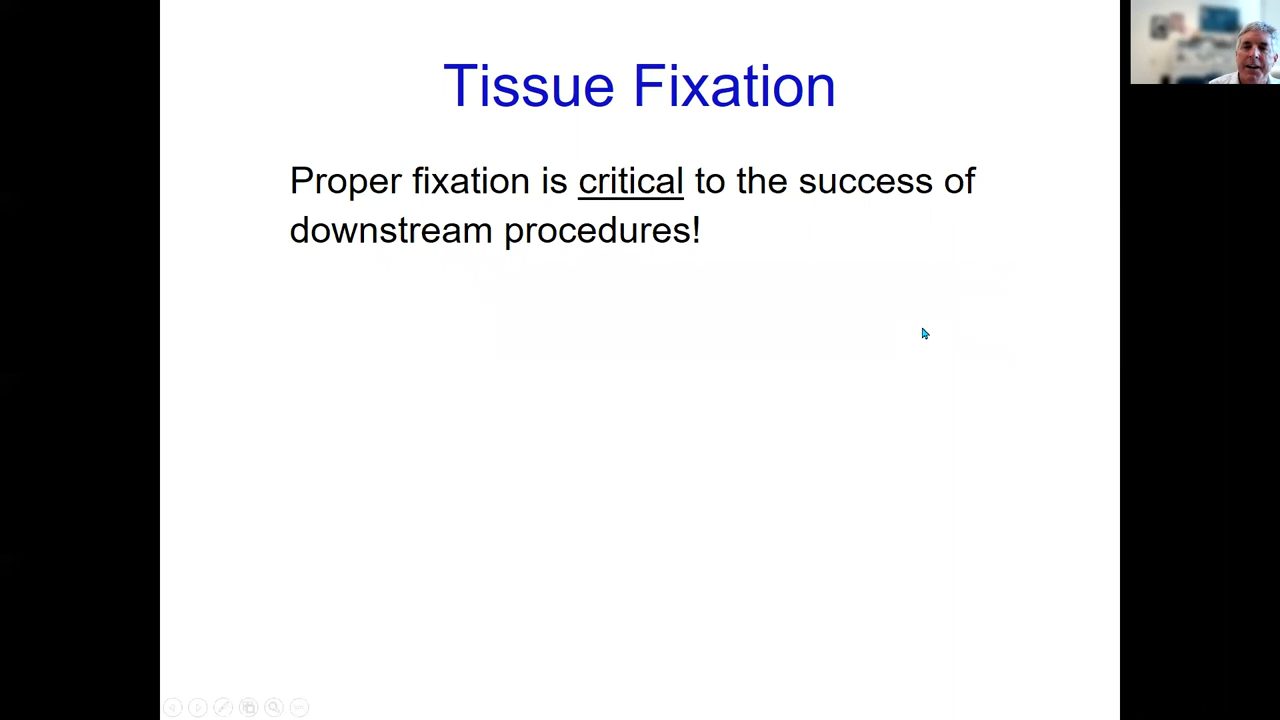 Tissue Fixation
Proper fixation is critical to the success of
downstream procedures!